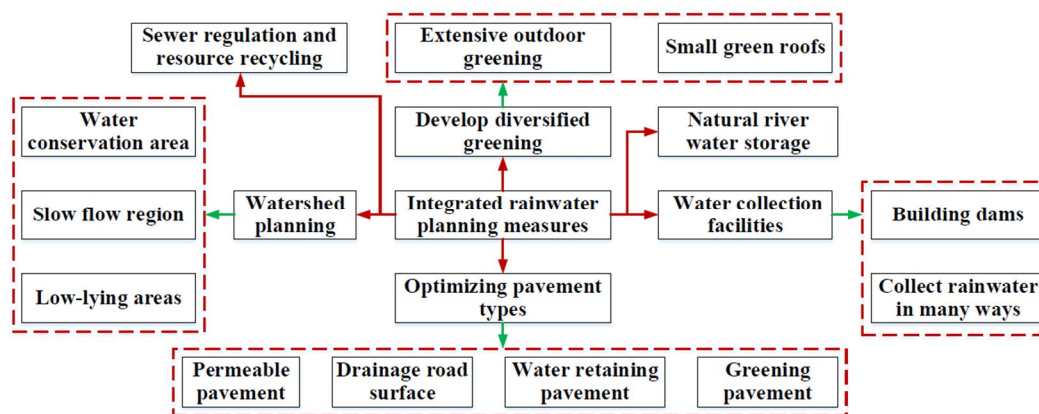 Sewer regulation and
resource recycling
Extensive outdoor
greening
Small green roofs
Water
conservation area
Develop diversified
greening
Natural river
water storage
Slow flow region
Watershed
planning
Integrated rainwater
planning measures
Water collection
facilities
Building dams
Low-lying areas
Optimizing pavement
types
Collect rainwater
in many ways
Permeable
pavement
Drainage road
surface
Water retaining
pavement
Greening
pavement